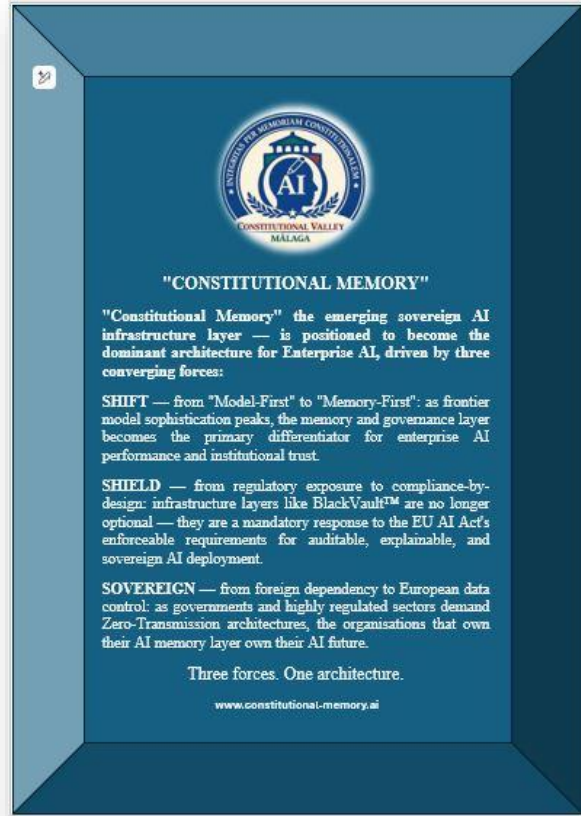 INTEGRITAS PER MEMORIAM CONSTITUTIONALEM
AI
CONSTITUTIONAL VALLEY
MÁLAGA
"CONSTITUTIONAL MEMORY"
"Constitutional Memory" the emerging sovereign AI
infrastructure layer — is positioned to become the
dominant architecture for Enterprise AI, driven by three
converging forces:
SHIFT — from "Model-First" to "Memory-First": as frontier
model sophistication peaks, the memory and governance layer
becomes the primary differentiator for enterprise AI
performance and institutional trust.
SHIELD — from regulatory exposure to compliance-by-
design: infrastructure layers like BlackVault™ are no longer
optional — they are a mandatory response to the EU AI Act's
enforceable requirements for auditable, explainable, and
sovereign AI deployment.
SOVEREIGN — from foreign dependency to European data
control: as governments and highly regulated sectors demand
Zero-Transmission architectures, the organisations that own
their AI memory layer own their AI future.
Three forces. One architecture.
www.constitutional-memory.ai